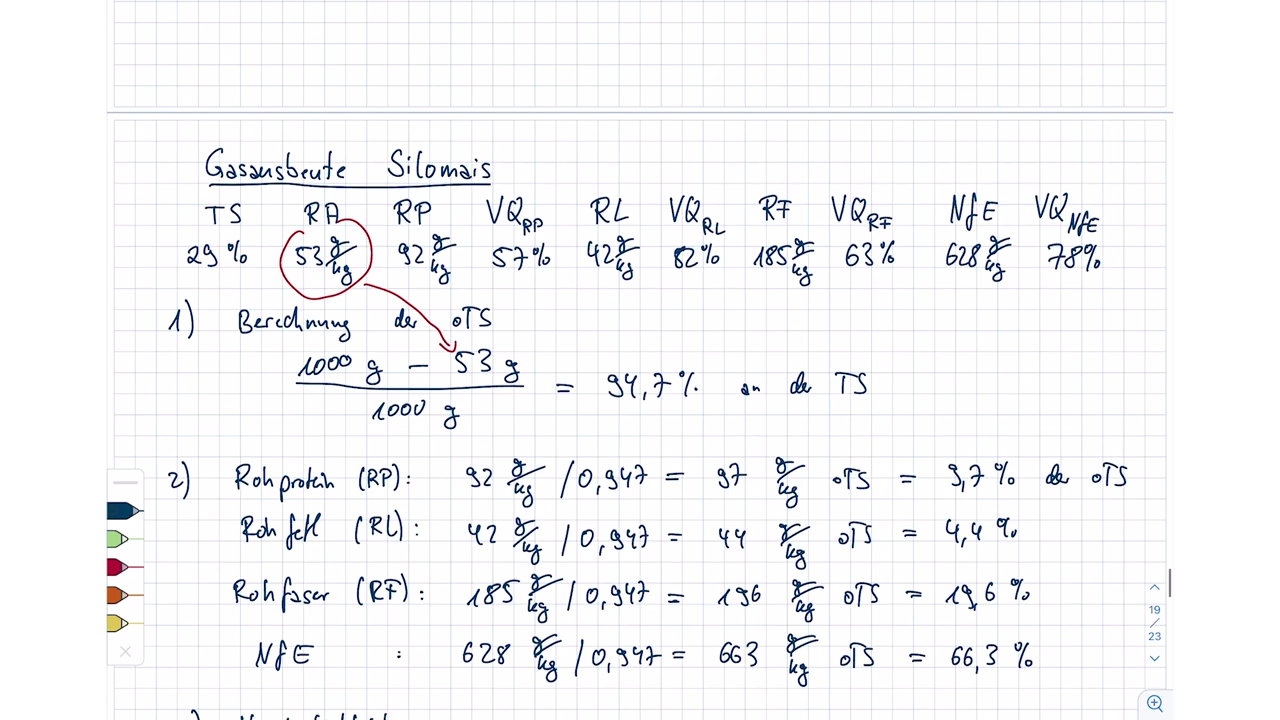 Gasausbeute Silomais
TS RA RP VQRP RL VQRL RF VQRF NfE VQNfE
29% 53 g/kg 92 g/kg 57% 42 g/kg 82% 185 g/kg 63% 628 g/kg 78%
1) Berechnung der oTS
1000 g - 53 g
= 94,7% an der TS
1000 g
2) Rohprotein (RP): 92 g/kg / 0,947 = 97 g/kg oTS = 9,7% der oTS
Rohfett (RL): 42 g/kg / 0,947 = 44 g/kg oTS = 4,4%
Rohfaser (RF): 185 g/kg / 0,947 = 196 g/kg oTS = 19,6%
NfE : 628 g/kg / 0,947 = 663 g/kg oTS = 66,3%
19
/
23